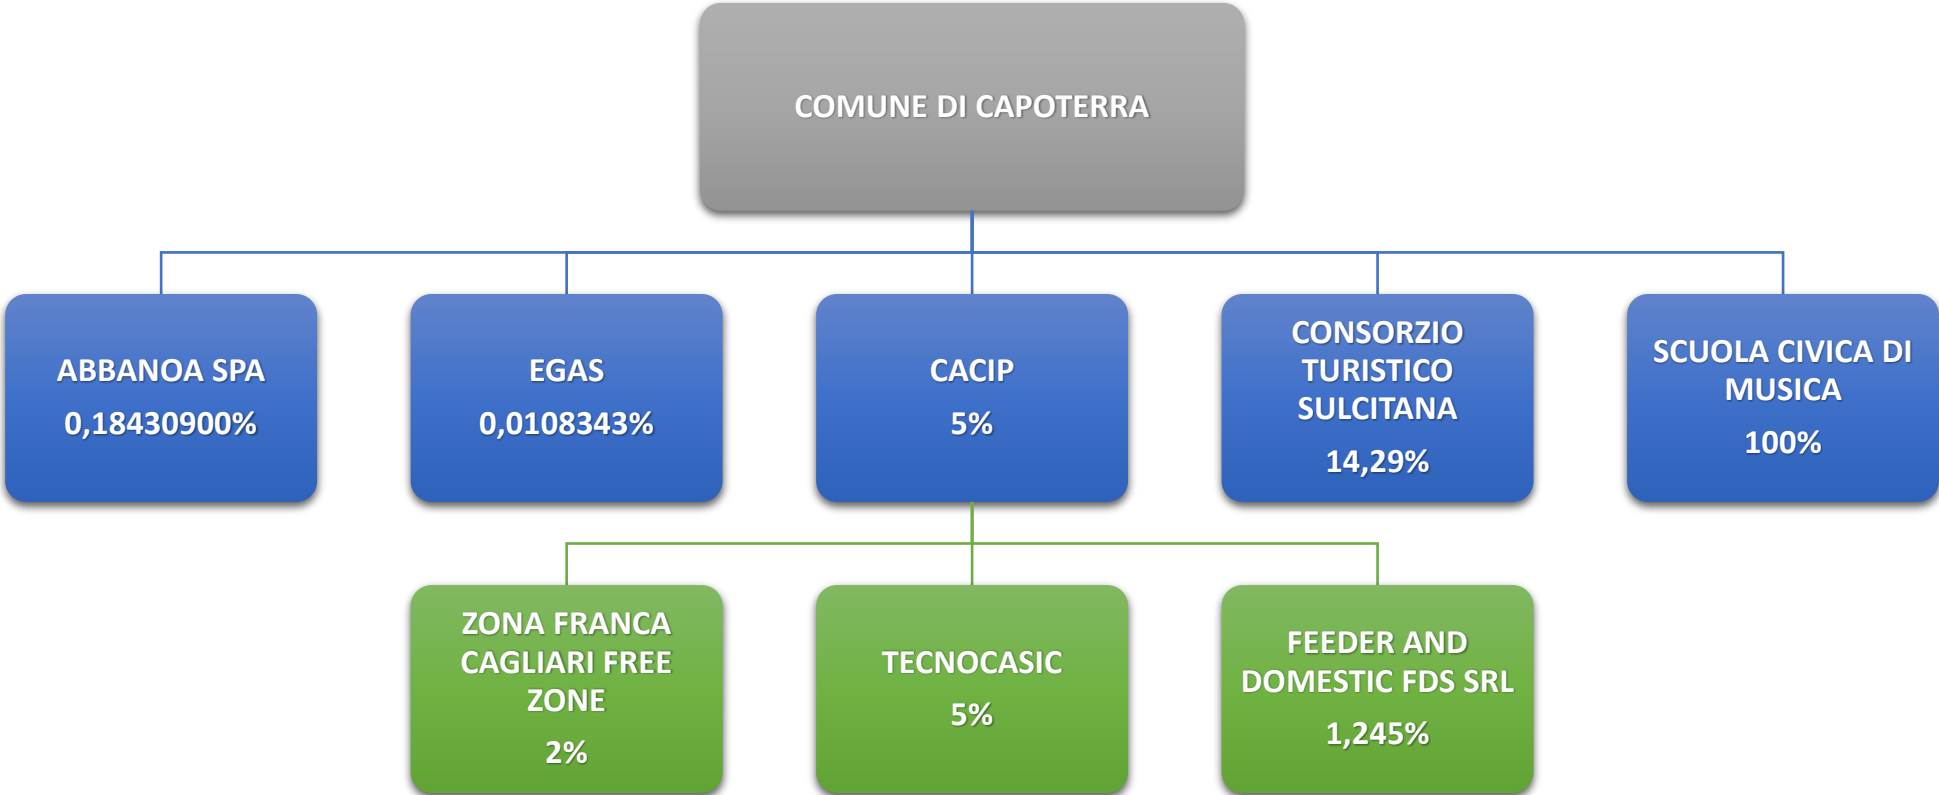 COMUNE DI CAPOTERRA
ABBANOA SPA
0,18430900%
EGAS
0,0108343%
CACIP
5%
CONSORZIO
TURISTICO
SULCITANA
14,29%
SCUOLA CIVICA DI
MUSICA
100%
ZONA FRANCA
CAGLIARI FREE
ZONE
2%
TECNOCASIC
5%
FEEDER AND
DOMESTIC FDS SRL
1,245%